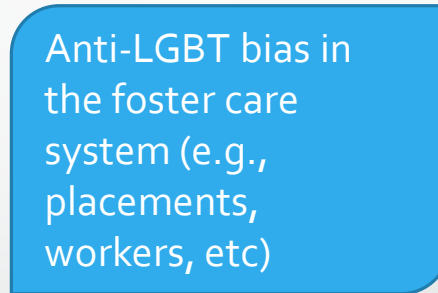 Anti-LGBT bias in
the foster care
system (e.g.,
placements,
workers, etc)